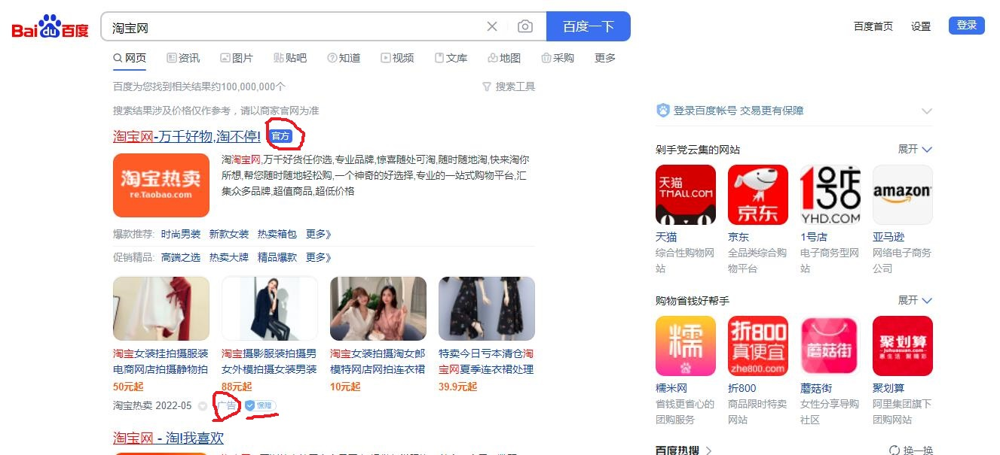 Bai du 百度
淘宝网
百度一下
百度首页 设置 登录
网页 资讯 图片 贴吧 知道 视频 文库 地图 采购 更多
百度为您找到相关结果约100,000,000个
搜索工具
搜索结果涉及价格仅作参考，请以商家官网为准
淘宝网-万千好物,淘不停! 官方
淘宝热卖
re.Taobao.com
淘淘宝网,万千好货任你选,专业品牌,惊喜随处可淘,随时随地淘,快来淘你
所想,帮您随时随地轻松购,一个神奇的好选择,专业的一站式购物平台,汇
集众多品牌,超值商品,超低价格
爆款推荐: 时尚男装 新款女装 热卖箱包 更多》
促销精品: 高端之选 热卖大牌 精品爆款 更多》
淘宝女装挂拍摄服装
电商网店拍摄静物拍
50元起
淘宝摄影服装拍摄男
女外模拍摄女装男装
88元起
淘宝女装拍摄淘女郎
模特网店网拍连衣裙
10元起
特卖今日亏本清仓淘
宝网夏季连衣裙处理
39.9元起
淘宝热卖 2022-05 广告 保障
淘宝网 - 淘!我喜欢
登录百度帐号 交易更有保障
剁手党云集的网站 展开
天猫
TMALL.COM
京东
1号店
YHD.COM
amazon
天猫
综合性购物网
站
京东
全品类综合购
物平台
1号店
电子商务型网
站
亚马逊
网络电子商务
公司
购物省钱好帮手 展开
糯
折800
真便宜
zhe800.com
蘑菇街
聚划算
juhuasuan.com
糯米网
省钱更省心的
团购服务
折800
商品限时特卖
网站
蘑菇街
女性分享导购
社区
聚划算
阿里集团旗下
团购网站
百度热搜 换一换